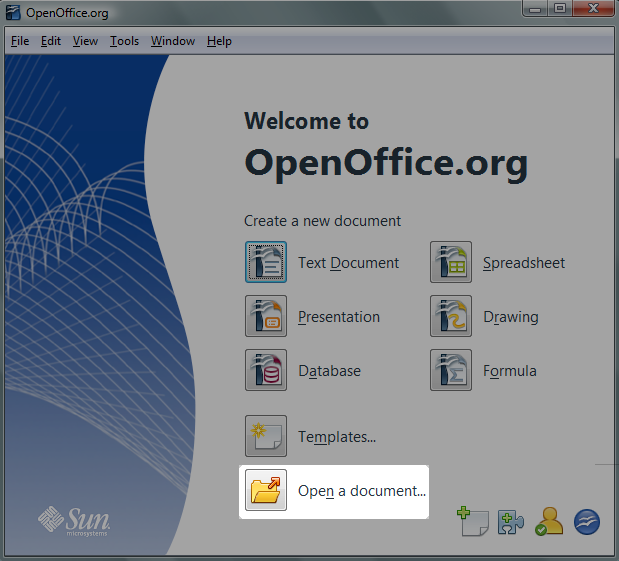 OpenOffice.org
File Edit View Tools Window Help
Welcome to
OpenOffice.org
Create a new document
Text Document Spreadsheet
Presentation Drawing
Database Formula
Templates...
Open a document...
Sun
microsystems